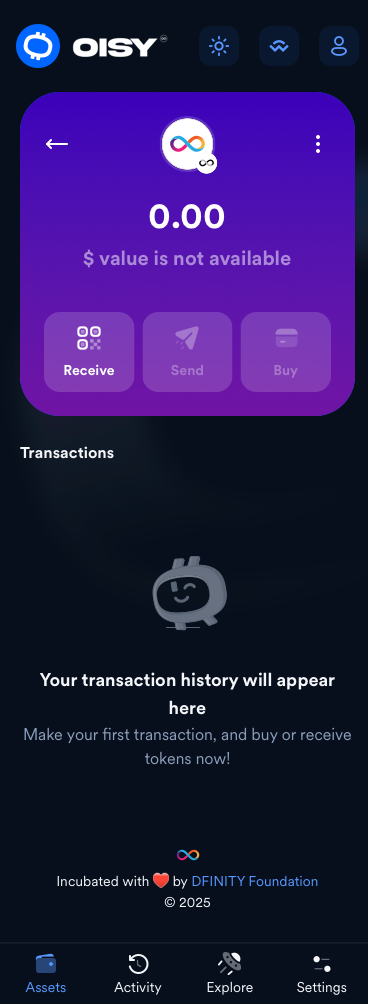 OISY
0.00
$ value is not available
Receive Send Buy
Transactions
Your transaction history will appear
here
Make your first transaction, and buy or receive
tokens now!
Incubated with ❤️ by DFINITY Foundation
© 2025
Assets Activity Explore Settings